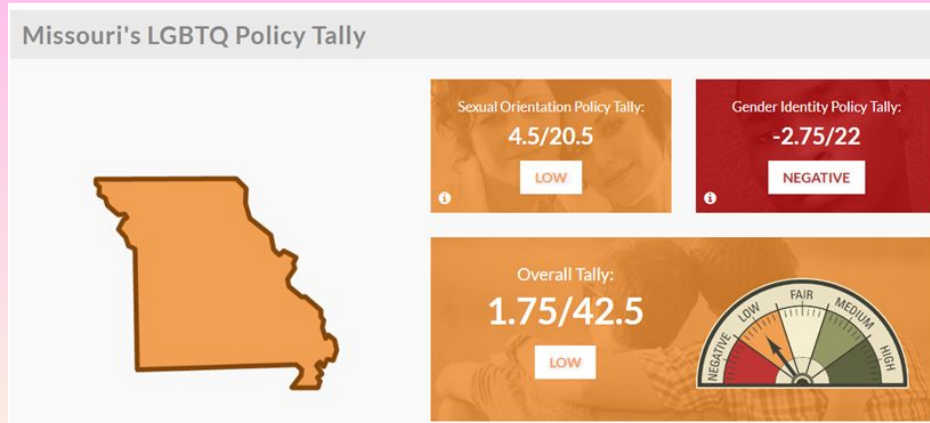 Missouri's LGBTQ Policy Tally
Sexual Orientation Policy Tally:
4.5/20.5
LOW
Gender Identity Policy Tally:
-2.75/22
NEGATIVE
Overall Tally:
1.75/42.5
LOW
NEGATIVE
LOW
FAIR
MEDIUM
HIGH